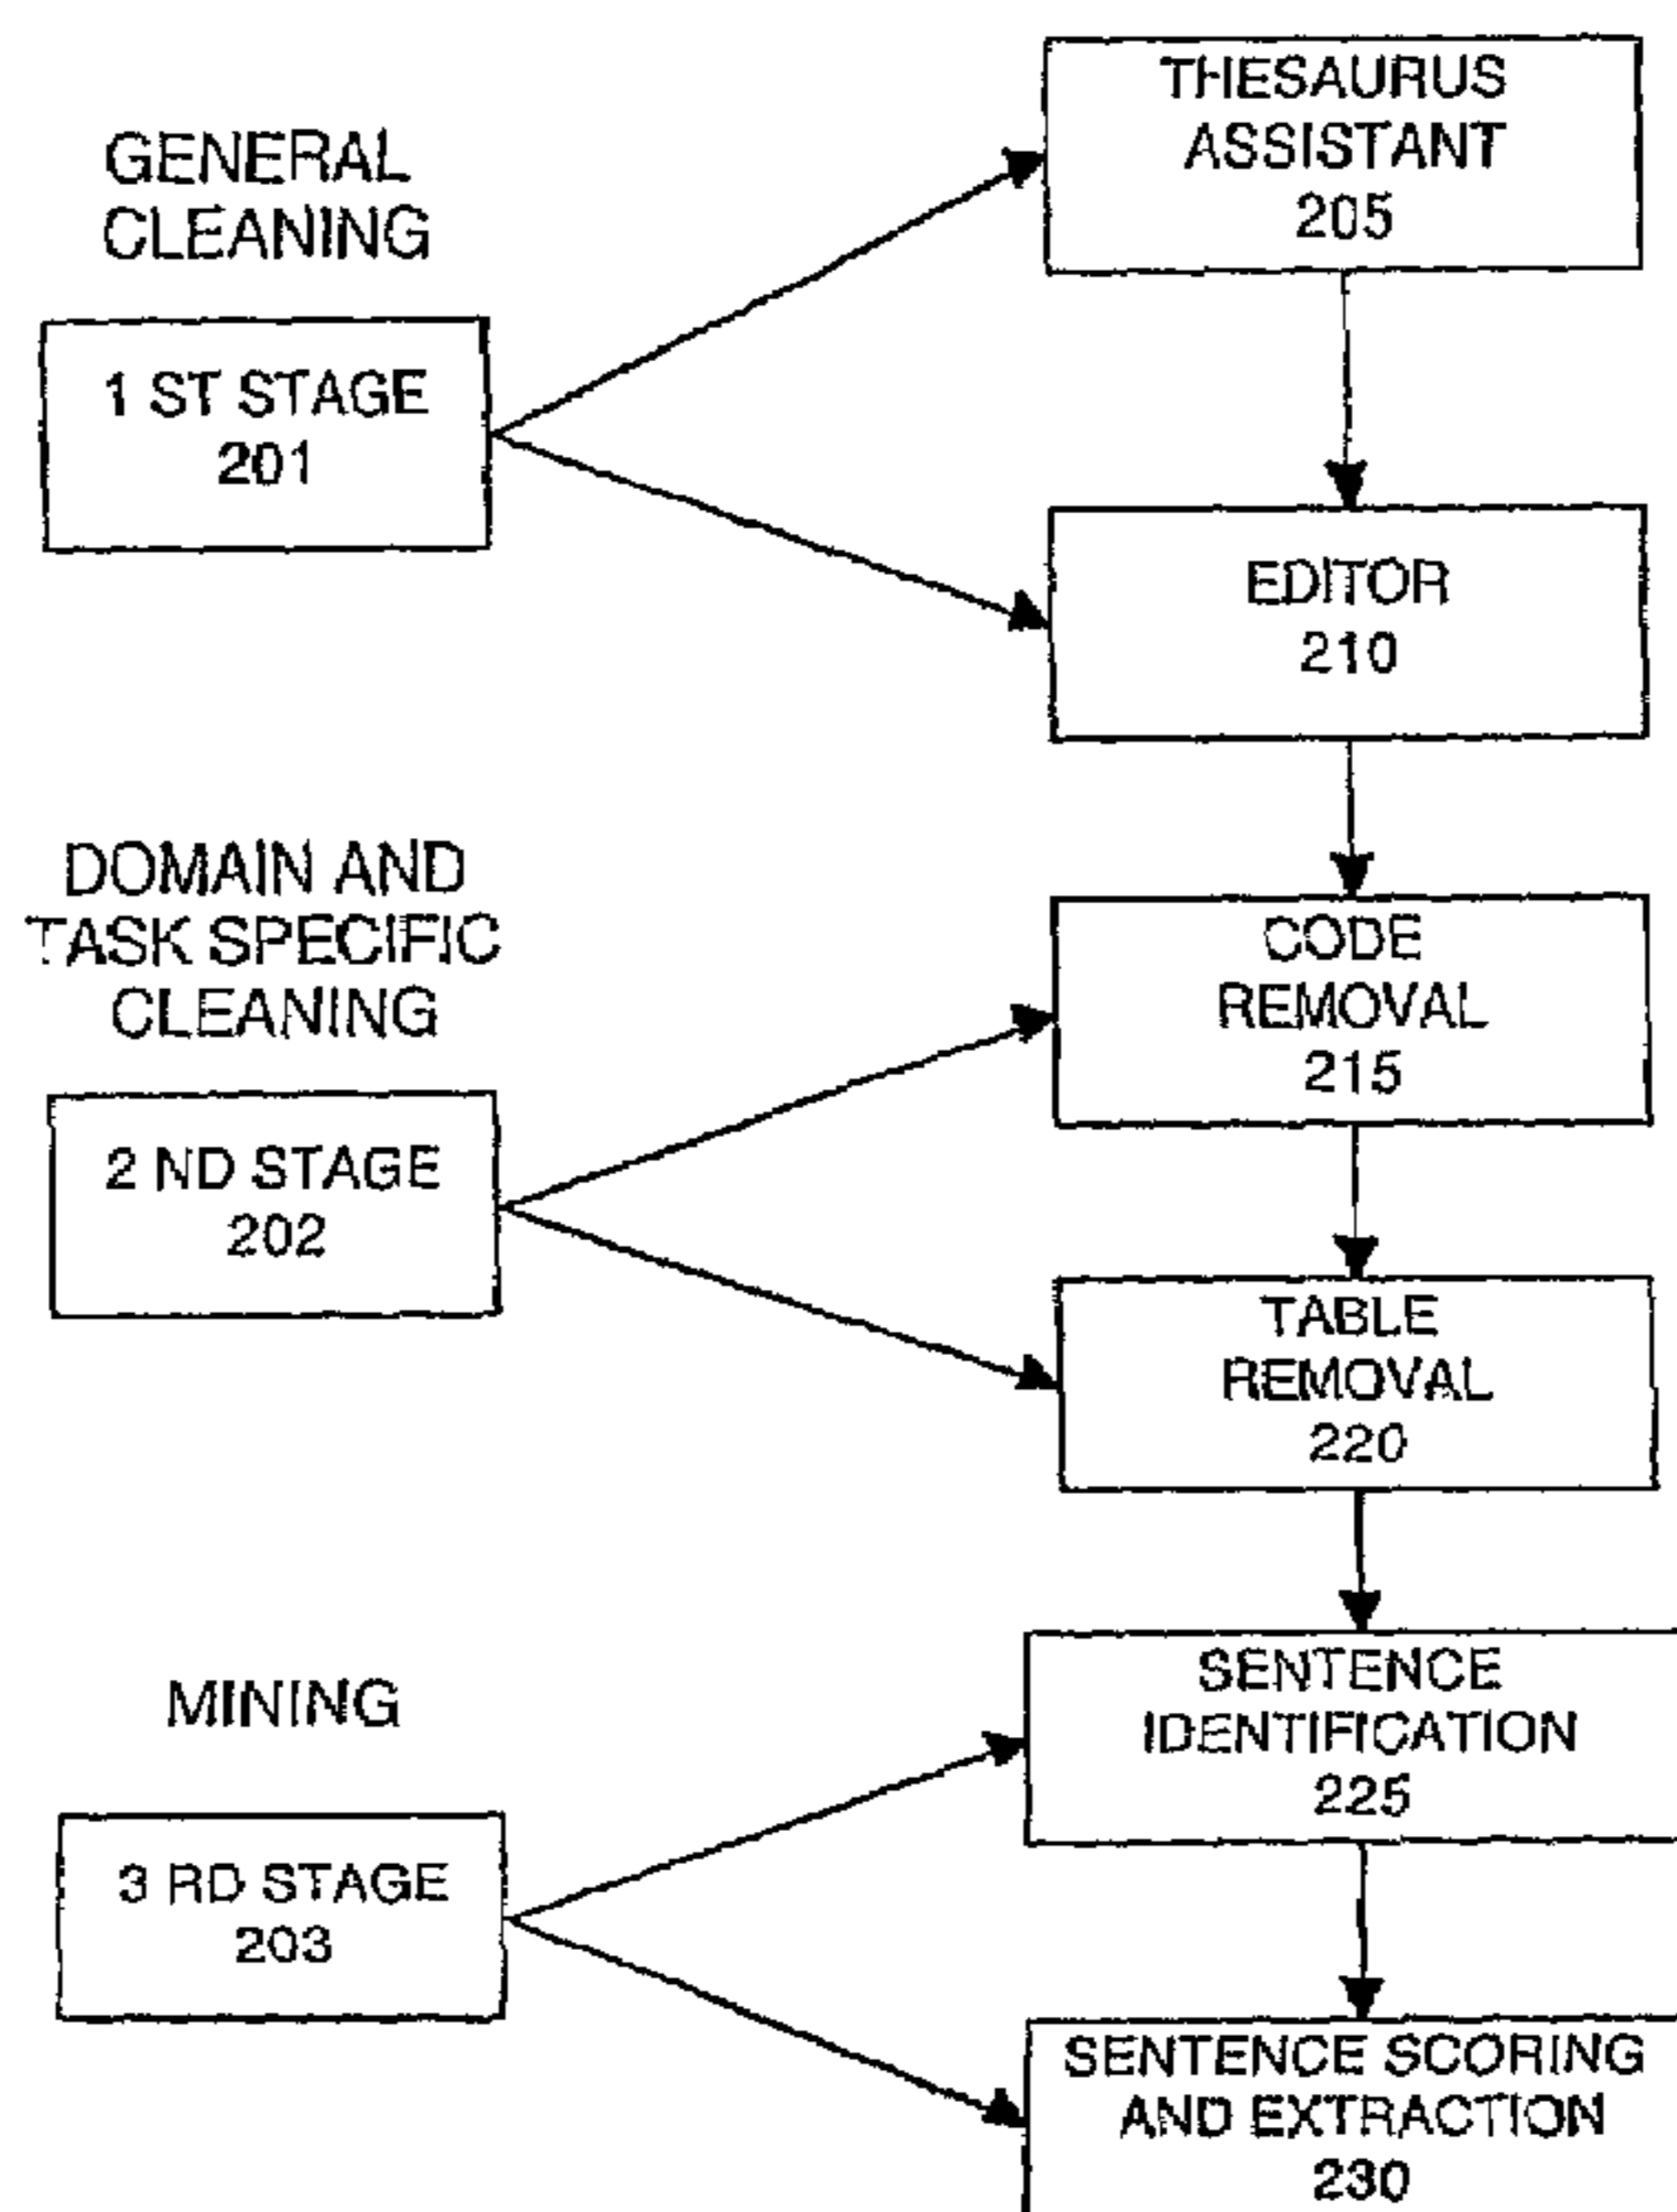 THESAURUS
ASSISTANT
205
GENERAL
CLEANING
1 ST STAGE
201
EDITOR
210
DOMAIN AND
TASK SPECIFIC
CLEANING
CODE
REMOVAL
215
2 ND STAGE
202
TABLE
REMOVAL
220
MINING
SENTENCE
IDENTIFICATION
225
3 RD STAGE
203
SENTENCE SCORING
AND EXTRACTION
230